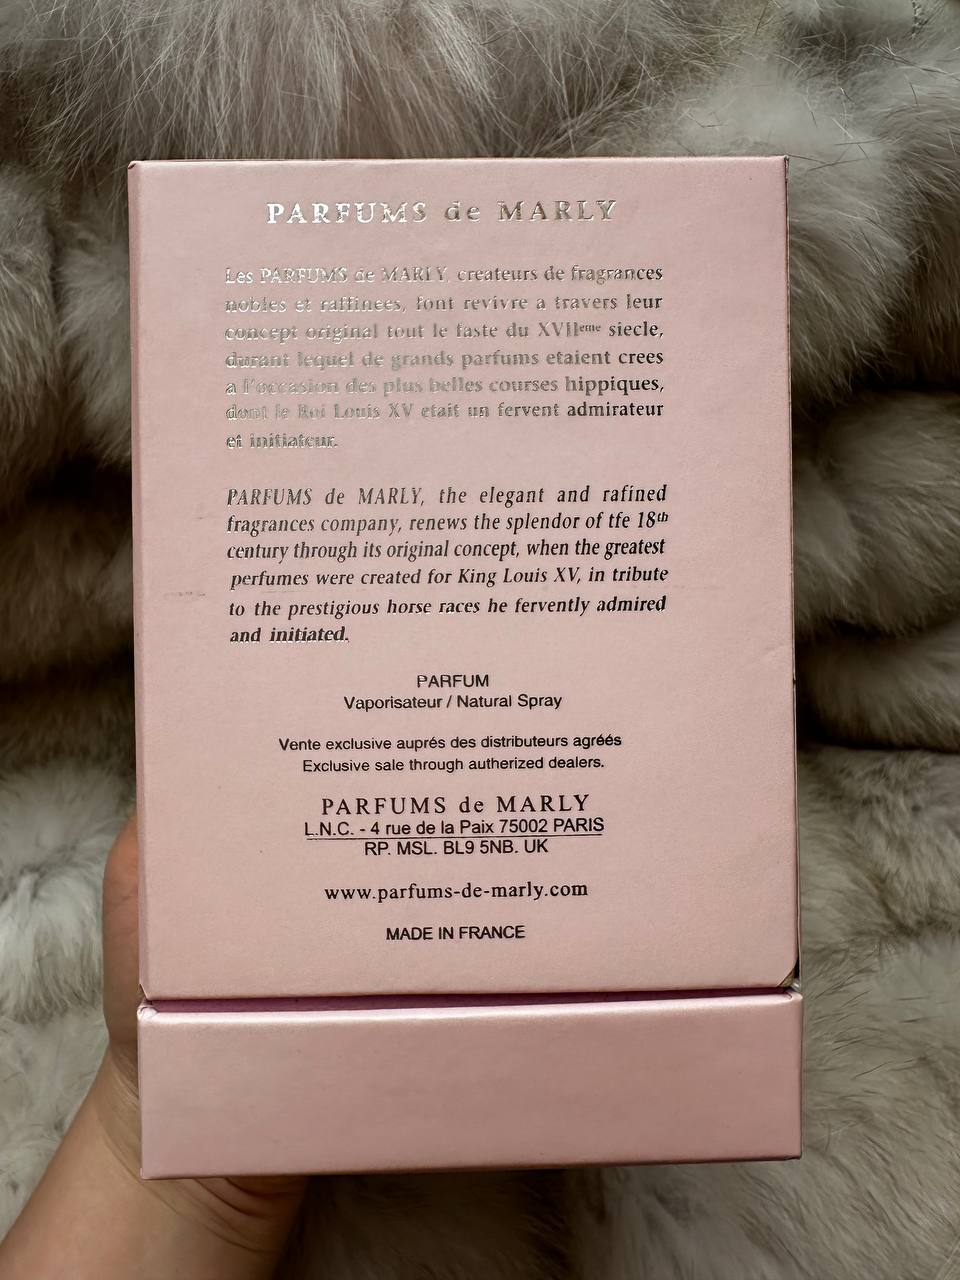 PARFUMS de MARLY
Les PARFUMS de MARLY, createurs de fragrances
nobles et raffinees, font revivre a travers leur
concept original tout le faste du XVIIeme siecle,
durant lequel de grands parfums etaient crees
a l'occasion des plus belles courses hippiques,
dont le Roi Louis XV etait un fervent admirateur
et initiateur.
PARFUMS de MARLY, the elegant and rafined
fragrances company, renews the splendor of tfe 18th
century through its original concept, when the greatest
perfumes were created for King Louis XV, in tribute
to the prestigious horse races he fervently admired
and initiated.
PARFUM
Vaporisateur / Natural Spray
Vente exclusive auprés des distributeurs agréés
Exclusive sale through autherized dealers.
PARFUMS de MARLY
L.N.C. - 4 rue de la Paix 75002 PARIS
RP. MSL. BL9 5NB. UK
www.parfums-de-marly.com
MADE IN FRANCE